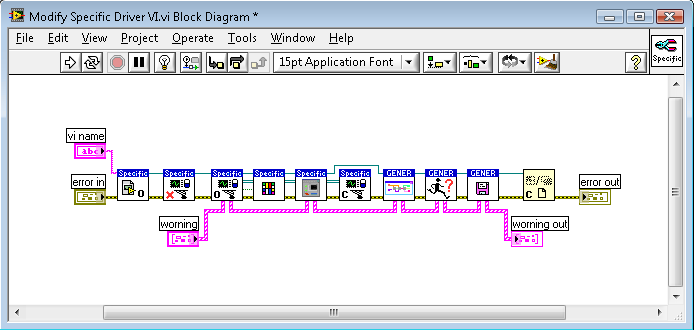 Modify Specific Driver VI.vi Block Diagram *
File Edit View Project Operate Tools Window Help
15pt Application Font
?
Specific
vi name
abc
Specific Specific Specific Specific Specific Specific GENER GENER GENER
error in
error out
O O C ? C
worning
worning out